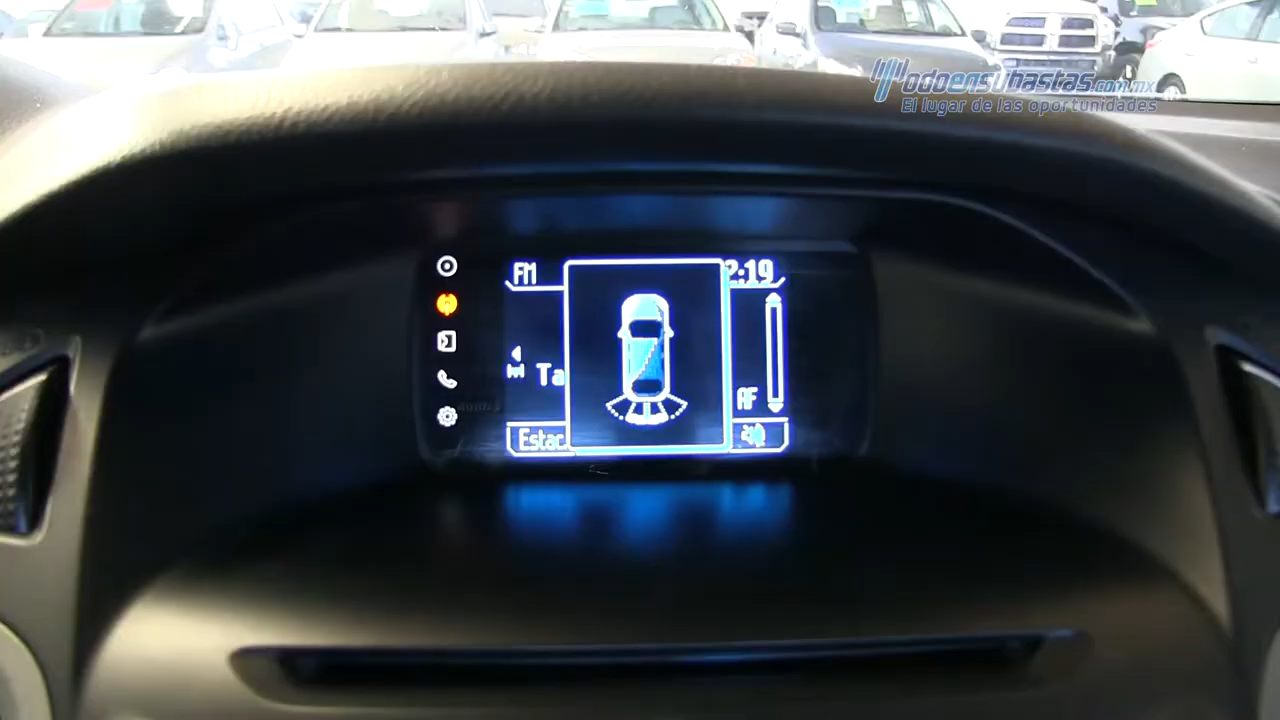 Todoensubastas.com.mx
El lugar de las oportunidades
FM
2:19
Ta
AF
Estac